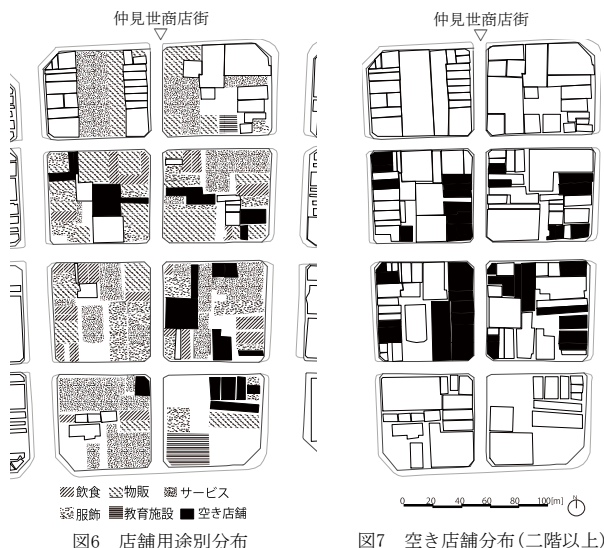 仲見世商店街
仲見世商店街
飲食 物販 サービス
服飾 教育施設 空き店舗
0 20 40 60 80 100[m] N
図6 店舗用途別分布
図7 空き店舗分布(二階以上)